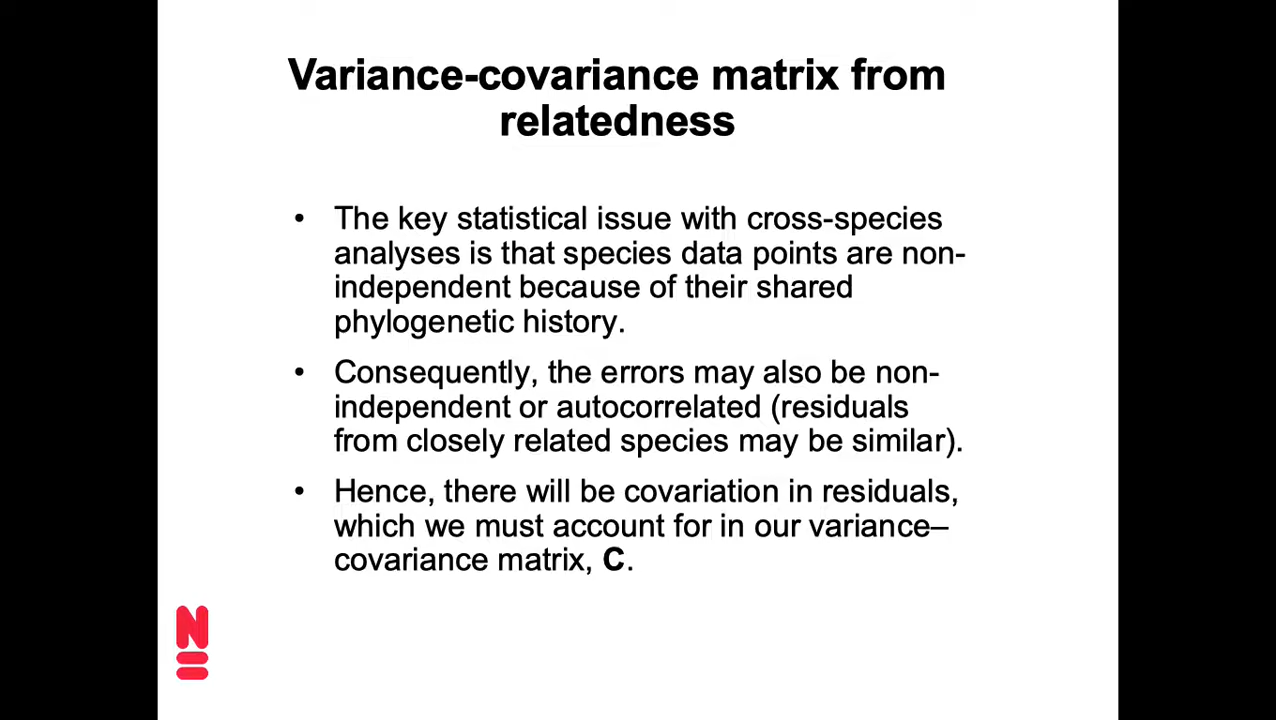 Variance-covariance matrix from
relatedness
• The key statistical issue with cross-species
analyses is that species data points are non-
independent because of their shared
phylogenetic history.
• Consequently, the errors may also be non-
independent or autocorrelated (residuals
from closely related species may be similar).
• Hence, there will be covariation in residuals,
which we must account for in our variance–
covariance matrix, C.
N